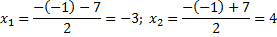 x₁ = (−(−1) − 7)/2 = −3; x₂ = (−(−1) + 7)/2 = 4